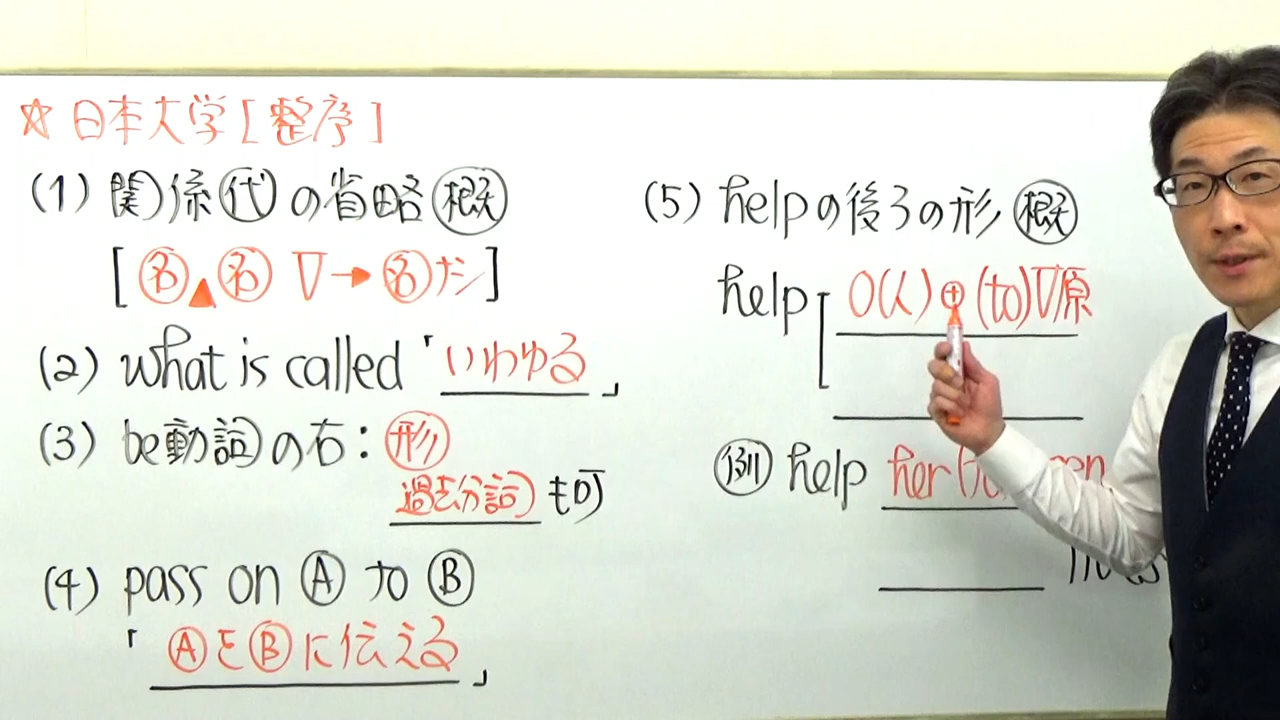 ☆日本大学[整序]
(1) 関係代の省略 概
[名▲名 V→名ナシ]
(2) what is called「いわゆる」
(3) be動詞の右:形
過去分詞も可
(4) pass on A to B
「AをBに伝える」
(5) helpの後ろの形 概
help [ O(人)⊕(to)V原
例 help her